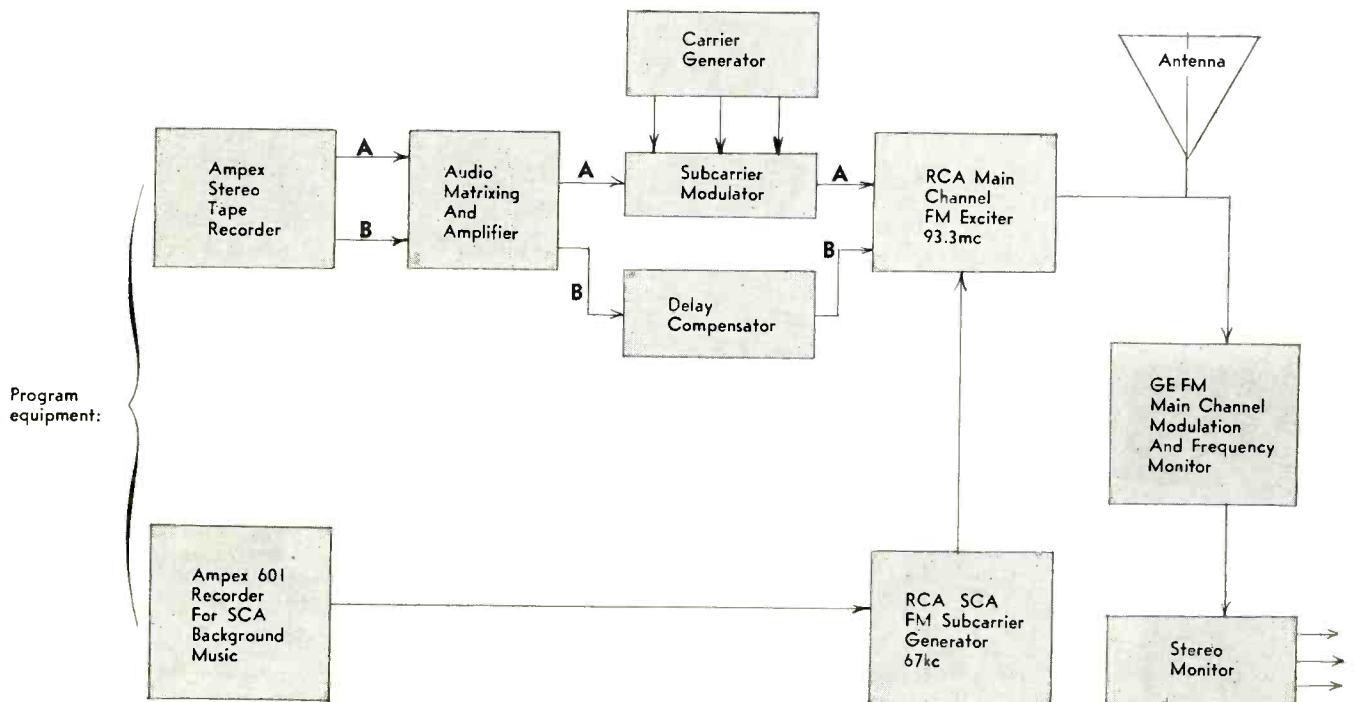 Carrier
Generator
Antenna
Ampex
Stereo
Tape
Recorder
A
B
Audio
Matrixing
And
Amplifier
A
B
Subcarrier
Modulator
Delay
Compensator
A
B
RCA Main
Channel
FM Exciter
93.3mc
Program
equipment:
GE FM
Main Channel
Modulation
And Frequency
Monitor
Ampex 601
Recorder
For SCA
Background
Music
RCA SCA
FM Subcarrier
Generator
67kc
Stereo
Monitor